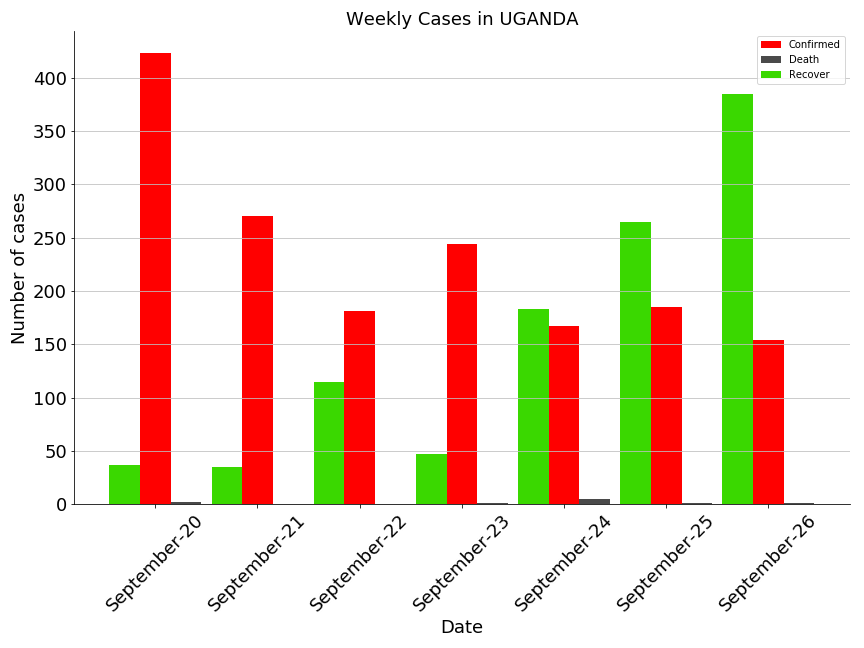 Weekly Cases in UGANDA
Confirmed
Death
Recover
Number of cases
400
350
300
250
200
150
100
50
0
September-20
September-21
September-22
September-23
September-24
September-25
September-26
Date